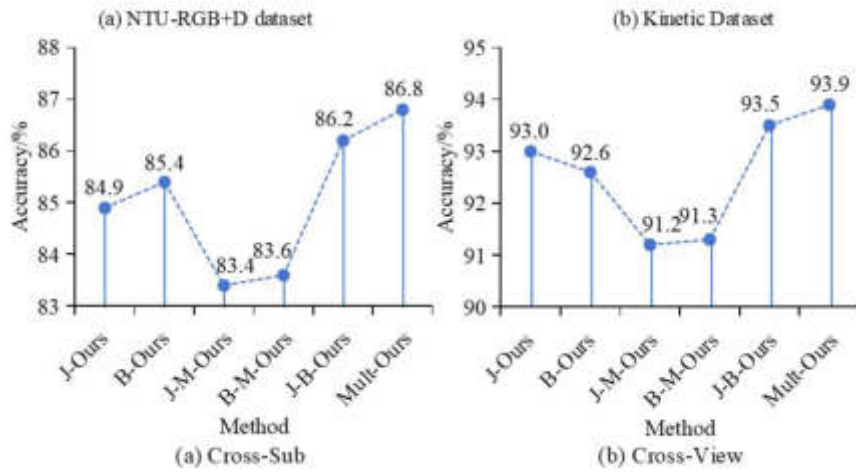 (a) NTU-RGB+D dataset
(b) Kinetic Dataset
88
87
86
85
84
83
Accuracy/%
84.9
85.4
83.4
83.6
86.2
86.8
J-Ours
B-Ours
J-M-Ours
B-M-Ours
J-B-Ours
Mult-Ours
Method
(a) Cross-Sub
95
94
93
92
91
90
Accuracy/%
93.0
92.6
91.2
91.3
93.5
93.9
J-Ours
B-Ours
J-M-Ours
B-M-Ours
J-B-Ours
Mult-Ours
Method
(b) Cross-View